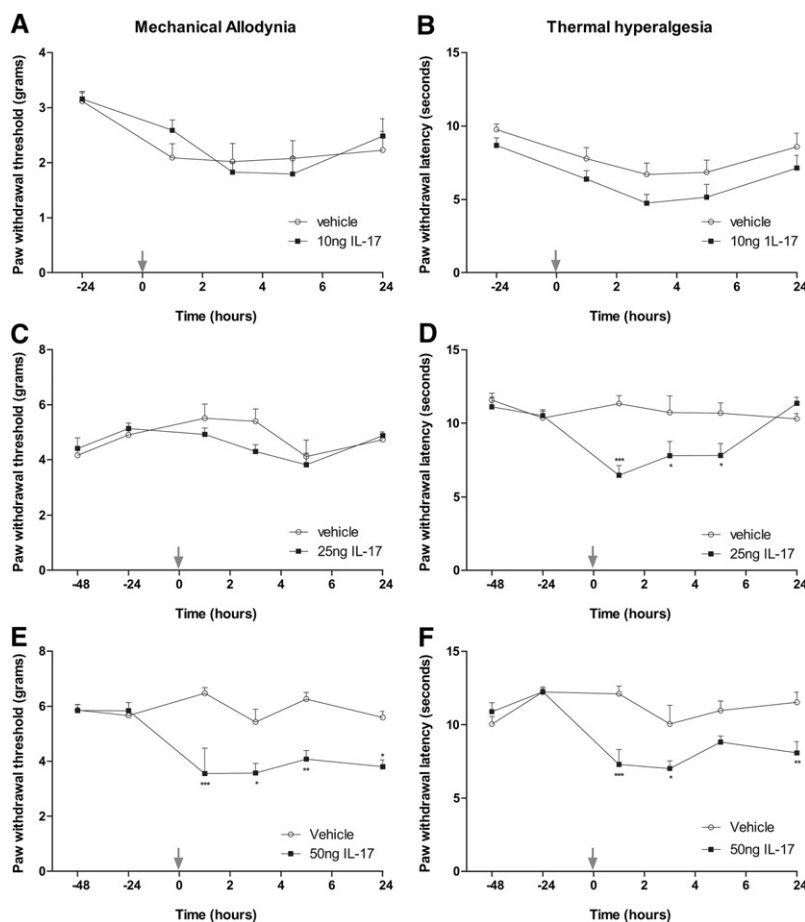 A Mechanical Allodynia
Paw withdrawal threshold (grams)
4
3
2
1
0
vehicle
10ng IL-17
-24 0 2 4 6 24
Time (hours)
B Thermal hyperalgesia
Paw withdrawal latency (seconds)
15
10
5
0
vehicle
10ng 1L-17
-24 0 2 4 6 24
Time (hours)
C
Paw withdrawal threshold (grams)
8
6
4
2
0
vehicle
25ng IL-17
-48 -24 0 2 4 6 24
Time (hours)
D
Paw withdrawal latency (seconds)
15
10
5
0
*** * *
vehicle
25ng IL-17
-48 -24 0 2 4 6 24
Time (hours)
E
Paw withdrawal threshold (grams)
8
6
4
2
0
*** * ** *
Vehicle
50ng IL-17
-48 -24 0 2 4 6 24
Time (hours)
F
Paw withdrawal latency (seconds)
15
10
5
0
*** * **
Vehicle
50ng IL-17
-48 -24 0 2 4 6 24
Time (hours)